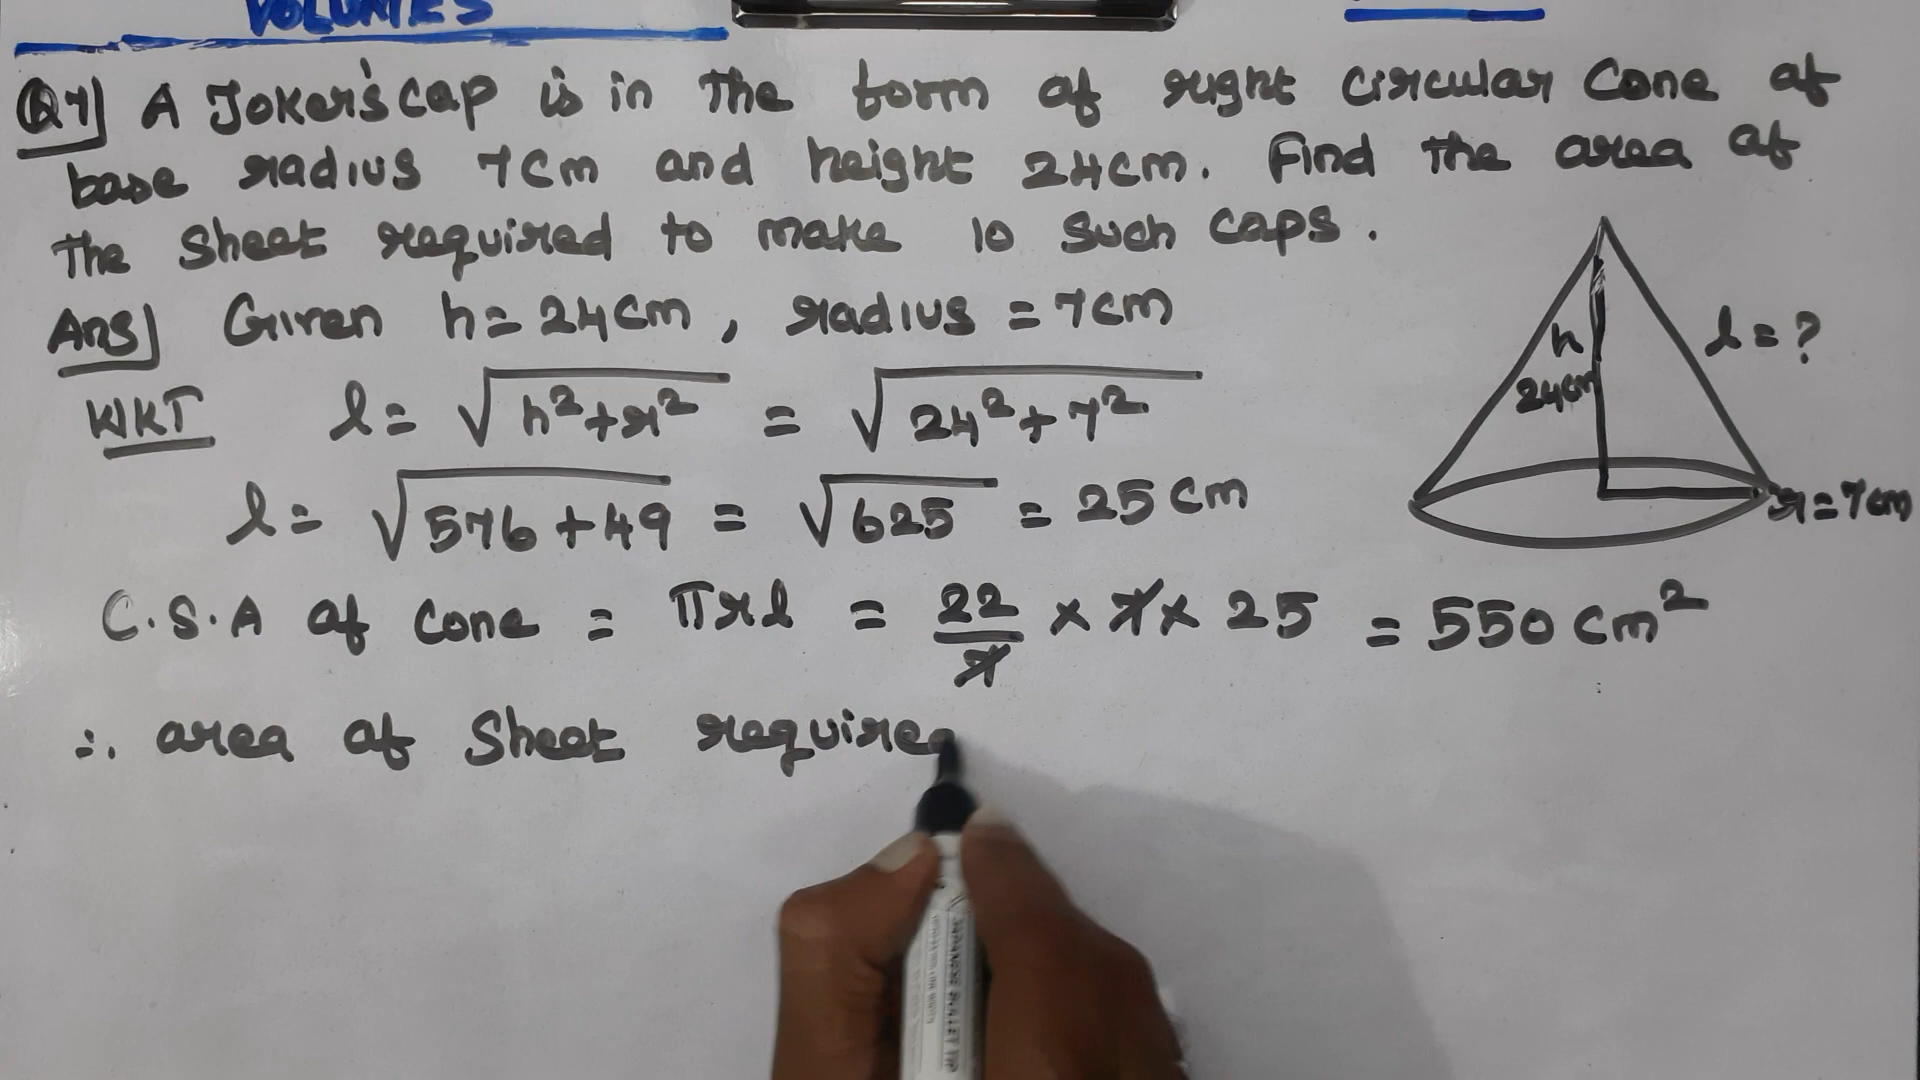 VOLUMES
Q7] A Joker's cap is in the form of right circular Cone of
base radius 7cm and height 24cm. Find the area of
the Sheet required to make 10 such caps.
Ans] Given h = 24cm, radius = 7cm
WKT l = √h²+r² = √24²+7²
l = √576+49 = √625 = 25 cm
C.S.A of cone = πrl = 22/7 × 7 × 25 = 550 cm²
∴ area of Sheet require
h
24cm
l = ?
r = 7cm